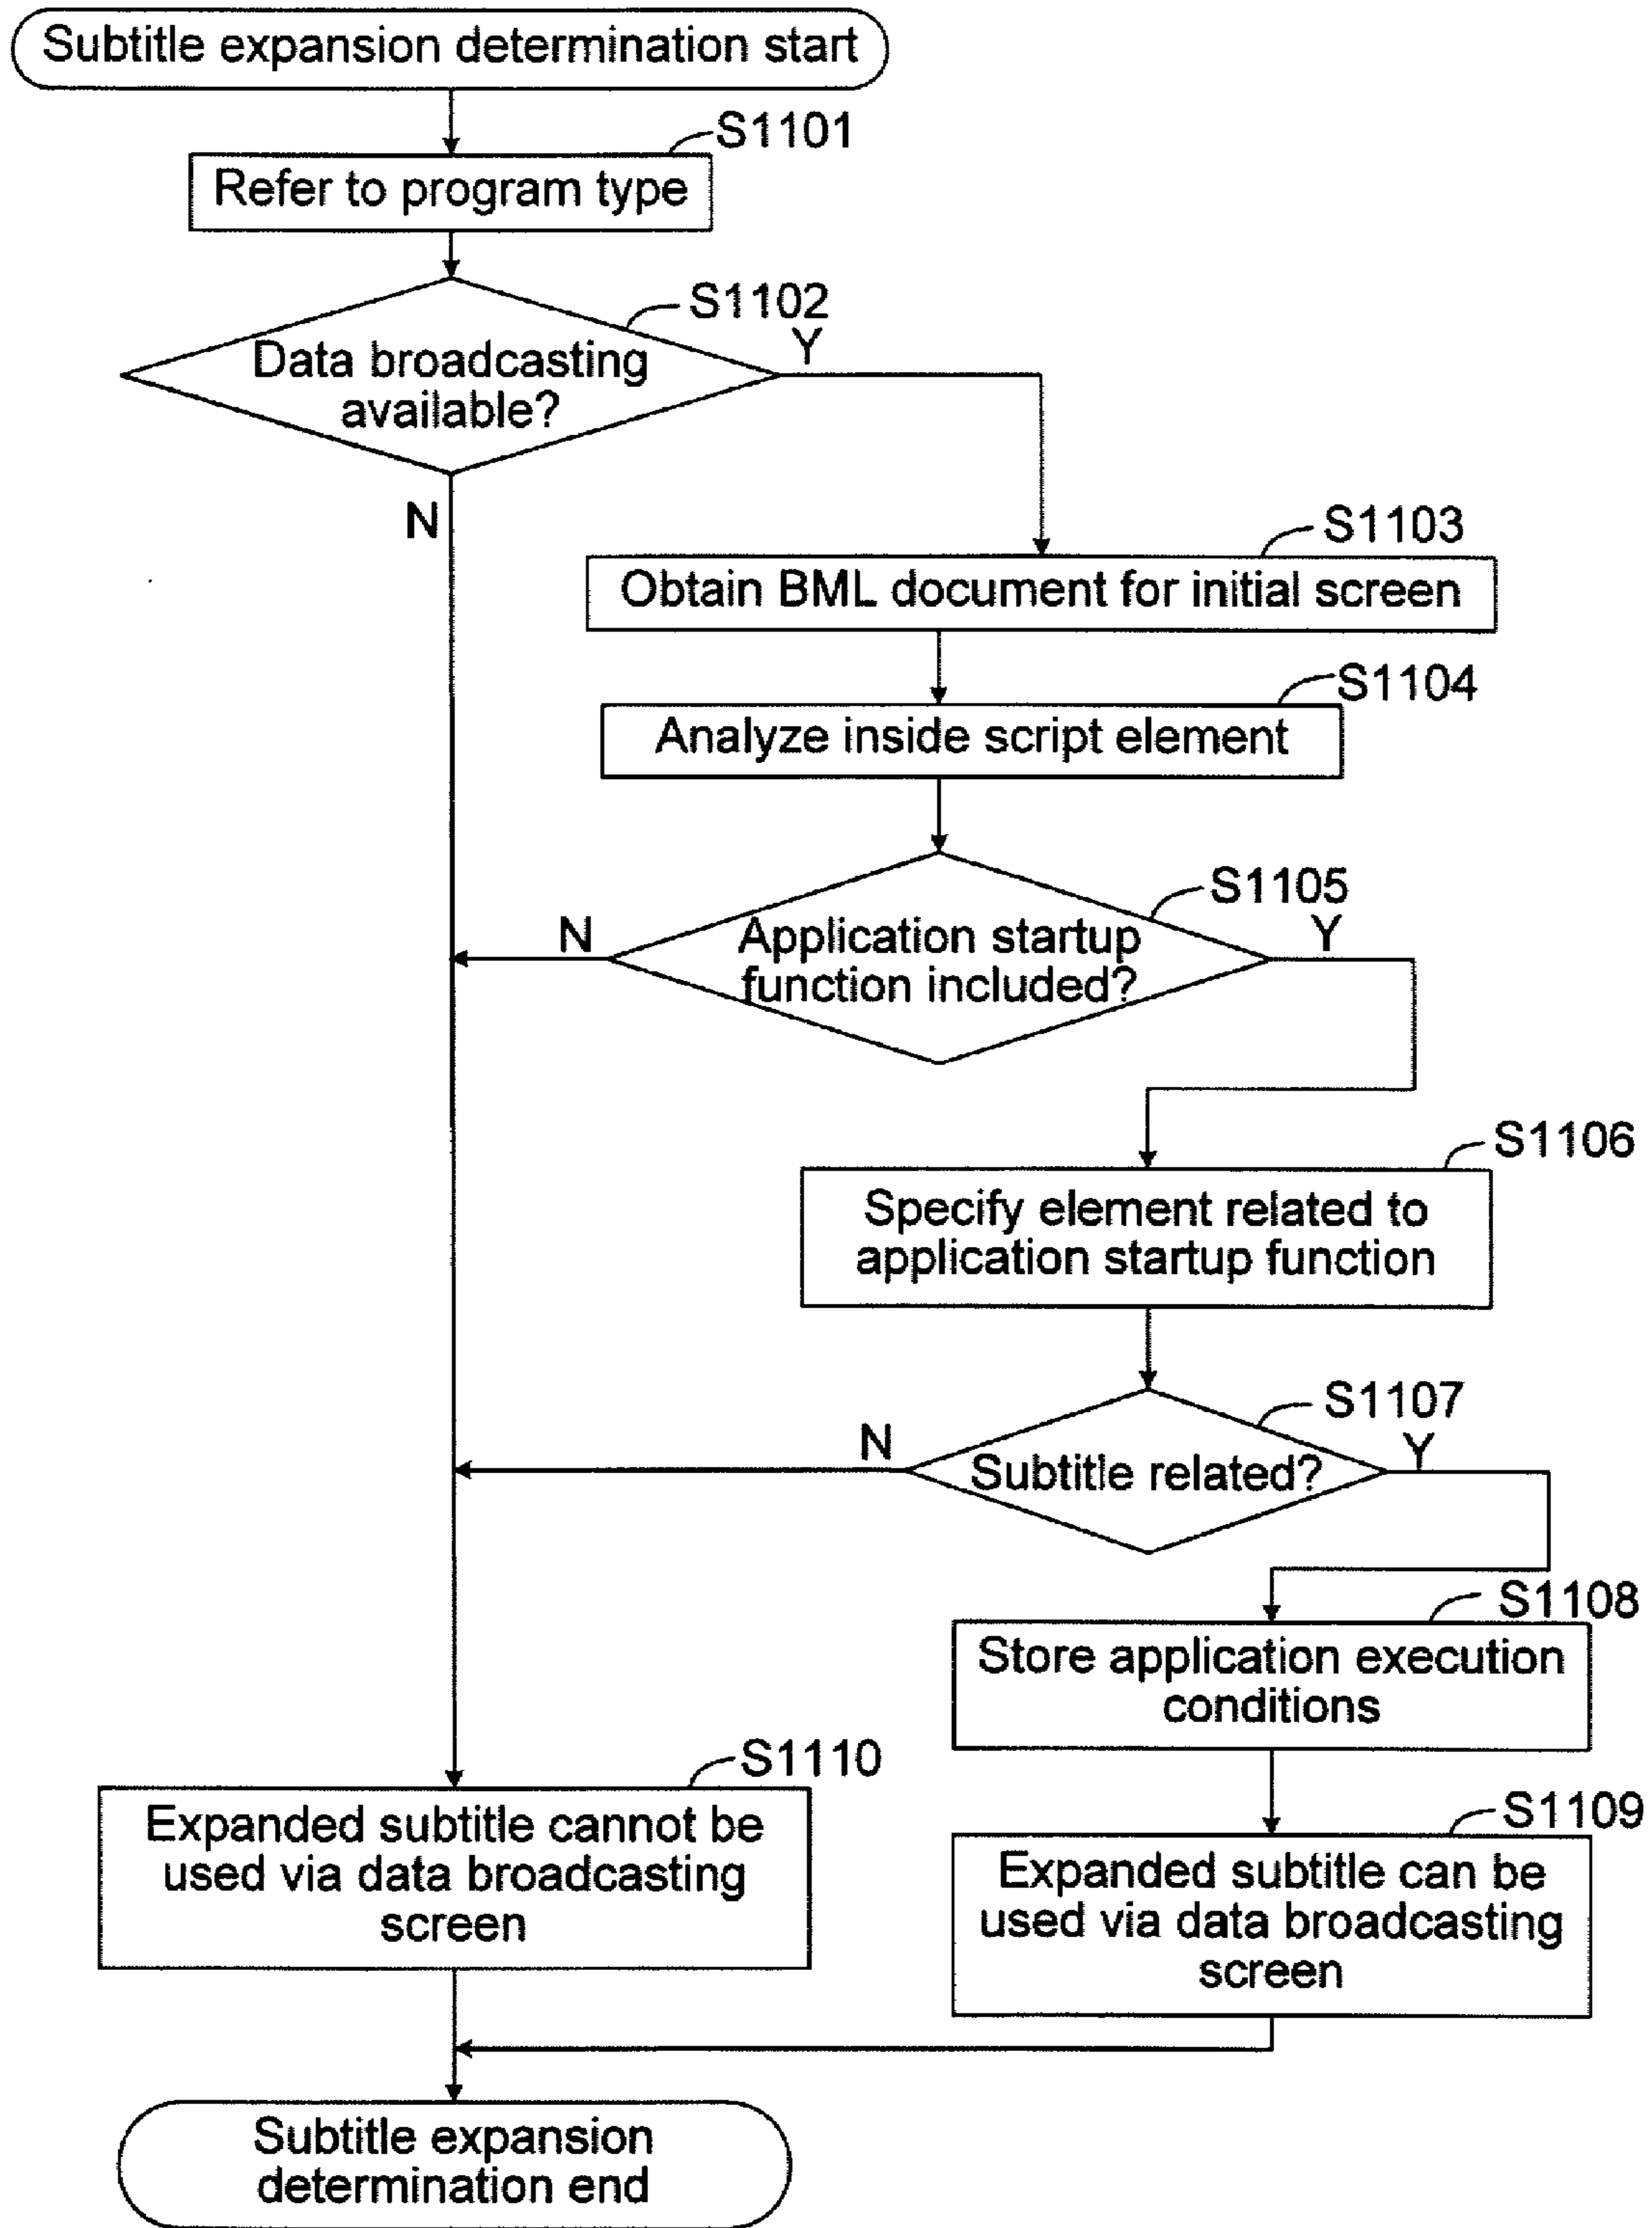 Subtitle expansion determination start
S1101
Refer to program type
S1102
Y
Data broadcasting
available?
N
S1103
Obtain BML document for initial screen
S1104
Analyze inside script element
S1105
N
Y
Application startup
function included?
S1106
Specify element related to
application startup function
S1107
N
Y
Subtitle related?
S1108
Store application execution
conditions
S1110
Expanded subtitle cannot be
used via data broadcasting
screen
S1109
Expanded subtitle can be
used via data broadcasting
screen
Subtitle expansion
determination end